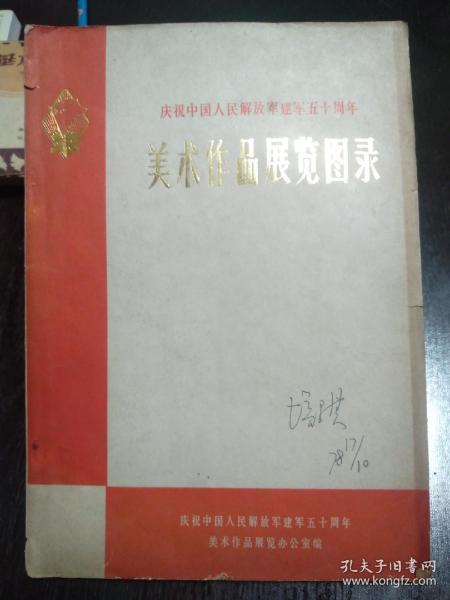 庆祝中国人民解放军建军五十周年
美术作品展览图录
78 12/10
庆祝中国人民解放军建军五十周年
美术作品展览办公室编
孔夫子旧书网
www.kongfz.com